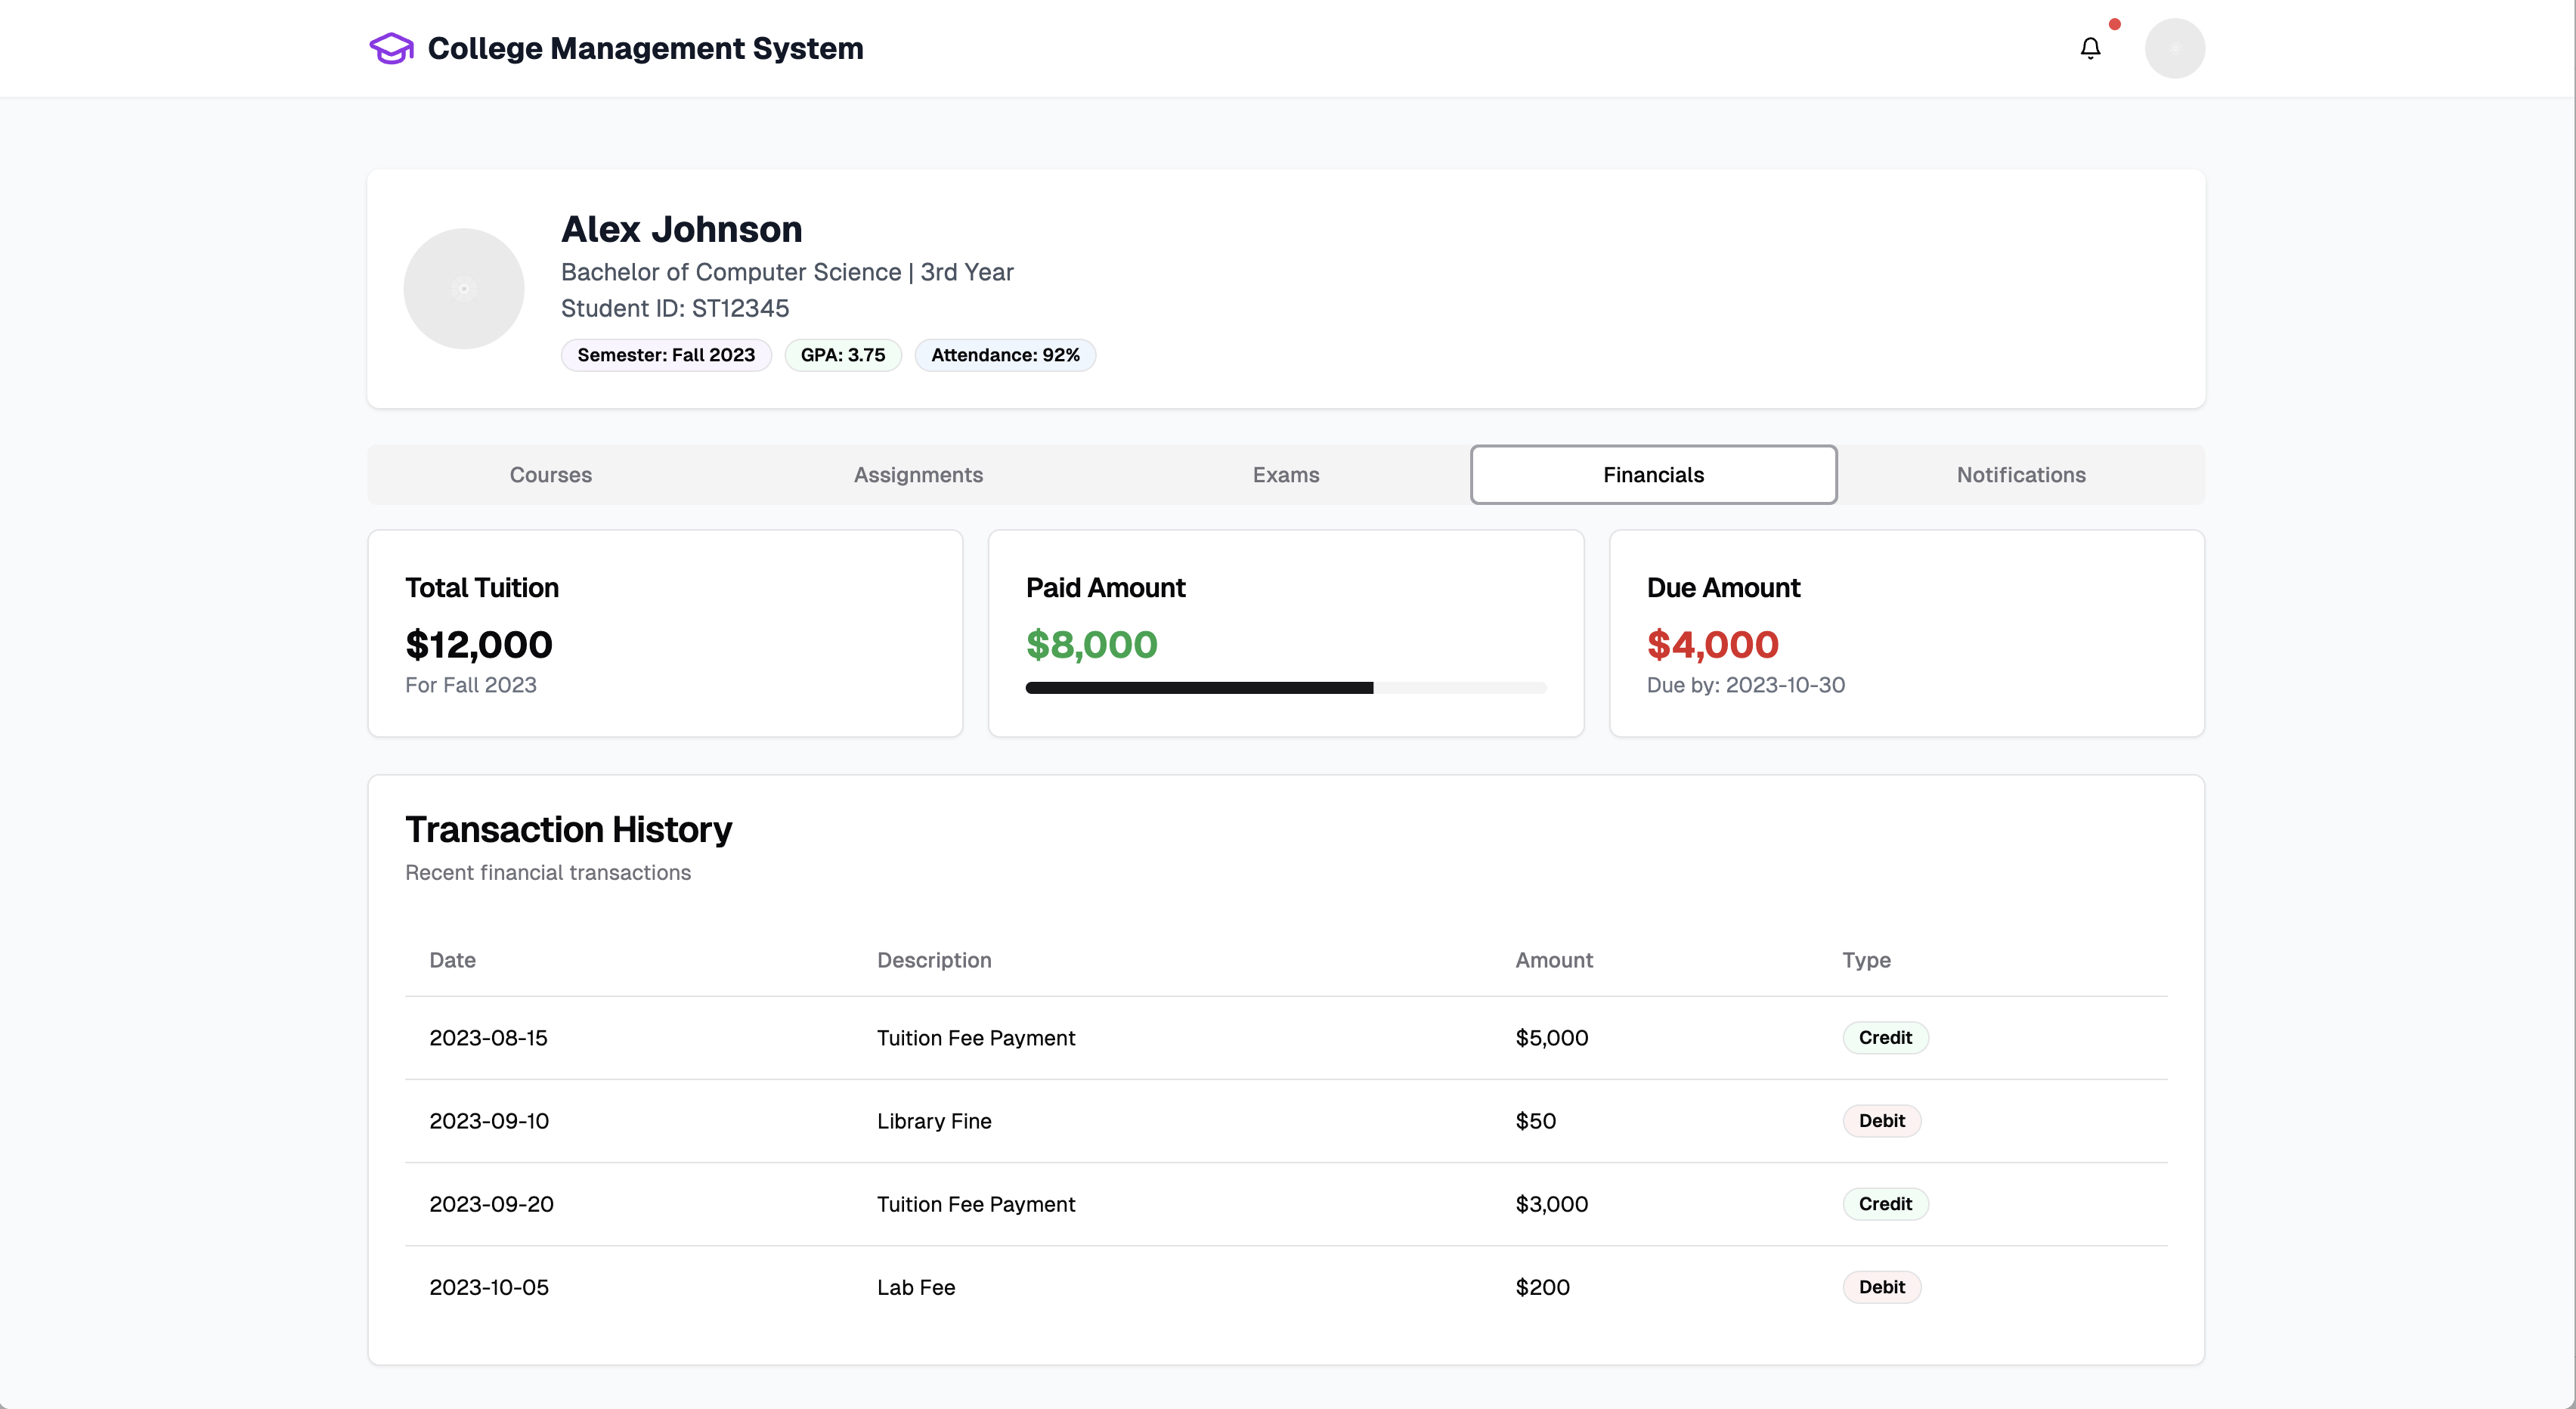 College Management System
Alex Johnson
Bachelor of Computer Science | 3rd Year
Student ID: ST12345
Semester: Fall 2023 GPA: 3.75 Attendance: 92%
Courses Assignments Exams Financials Notifications
Total Tuition
$12,000
For Fall 2023
Paid Amount
$8,000
Due Amount
$4,000
Due by: 2023-10-30
Transaction History
Recent financial transactions
Date Description Amount Type
2023-08-15 Tuition Fee Payment $5,000 Credit
2023-09-10 Library Fine $50 Debit
2023-09-20 Tuition Fee Payment $3,000 Credit
2023-10-05 Lab Fee $200 Debit